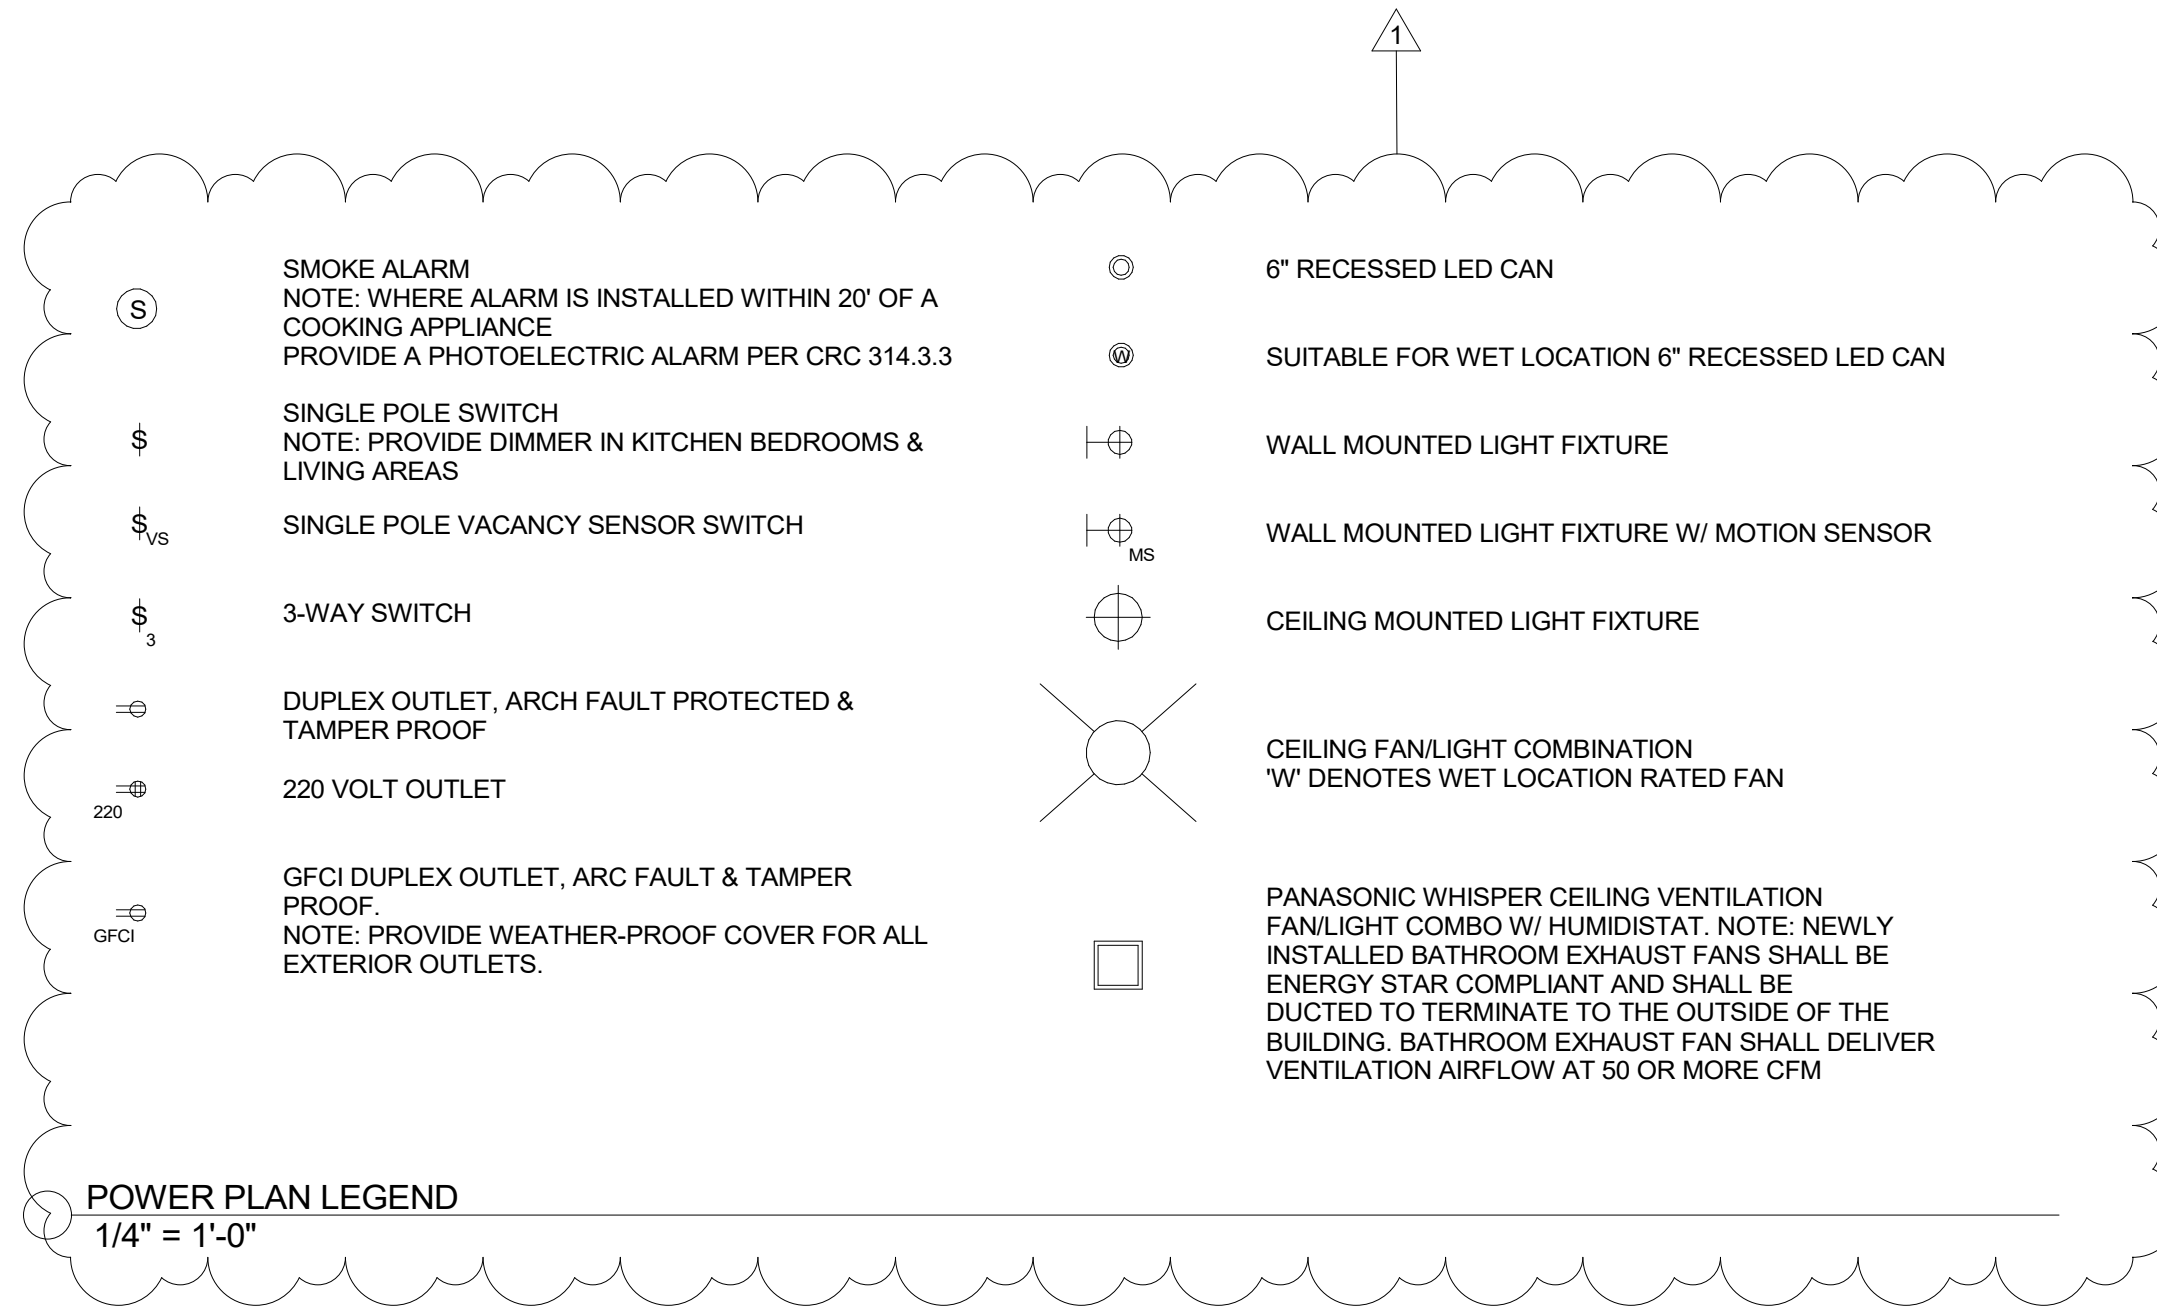 1
S
SMOKE ALARM
NOTE: WHERE ALARM IS INSTALLED WITHIN 20' OF A
COOKING APPLIANCE
PROVIDE A PHOTOELECTRIC ALARM PER CRC 314.3.3
$
SINGLE POLE SWITCH
NOTE: PROVIDE DIMMER IN KITCHEN BEDROOMS &
LIVING AREAS
$VS
SINGLE POLE VACANCY SENSOR SWITCH
$3
3-WAY SWITCH
DUPLEX OUTLET, ARCH FAULT PROTECTED &
TAMPER PROOF
220
220 VOLT OUTLET
GFCI
GFCI DUPLEX OUTLET, ARC FAULT & TAMPER
PROOF.
NOTE: PROVIDE WEATHER-PROOF COVER FOR ALL
EXTERIOR OUTLETS.
6" RECESSED LED CAN
W
SUITABLE FOR WET LOCATION 6" RECESSED LED CAN
WALL MOUNTED LIGHT FIXTURE
MS
WALL MOUNTED LIGHT FIXTURE W/ MOTION SENSOR
CEILING MOUNTED LIGHT FIXTURE
CEILING FAN/LIGHT COMBINATION
'W' DENOTES WET LOCATION RATED FAN
PANASONIC WHISPER CEILING VENTILATION
FAN/LIGHT COMBO W/ HUMIDISTAT. NOTE: NEWLY
INSTALLED BATHROOM EXHAUST FANS SHALL BE
ENERGY STAR COMPLIANT AND SHALL BE
DUCTED TO TERMINATE TO THE OUTSIDE OF THE
BUILDING. BATHROOM EXHAUST FAN SHALL DELIVER
VENTILATION AIRFLOW AT 50 OR MORE CFM
POWER PLAN LEGEND
1/4" = 1'-0"